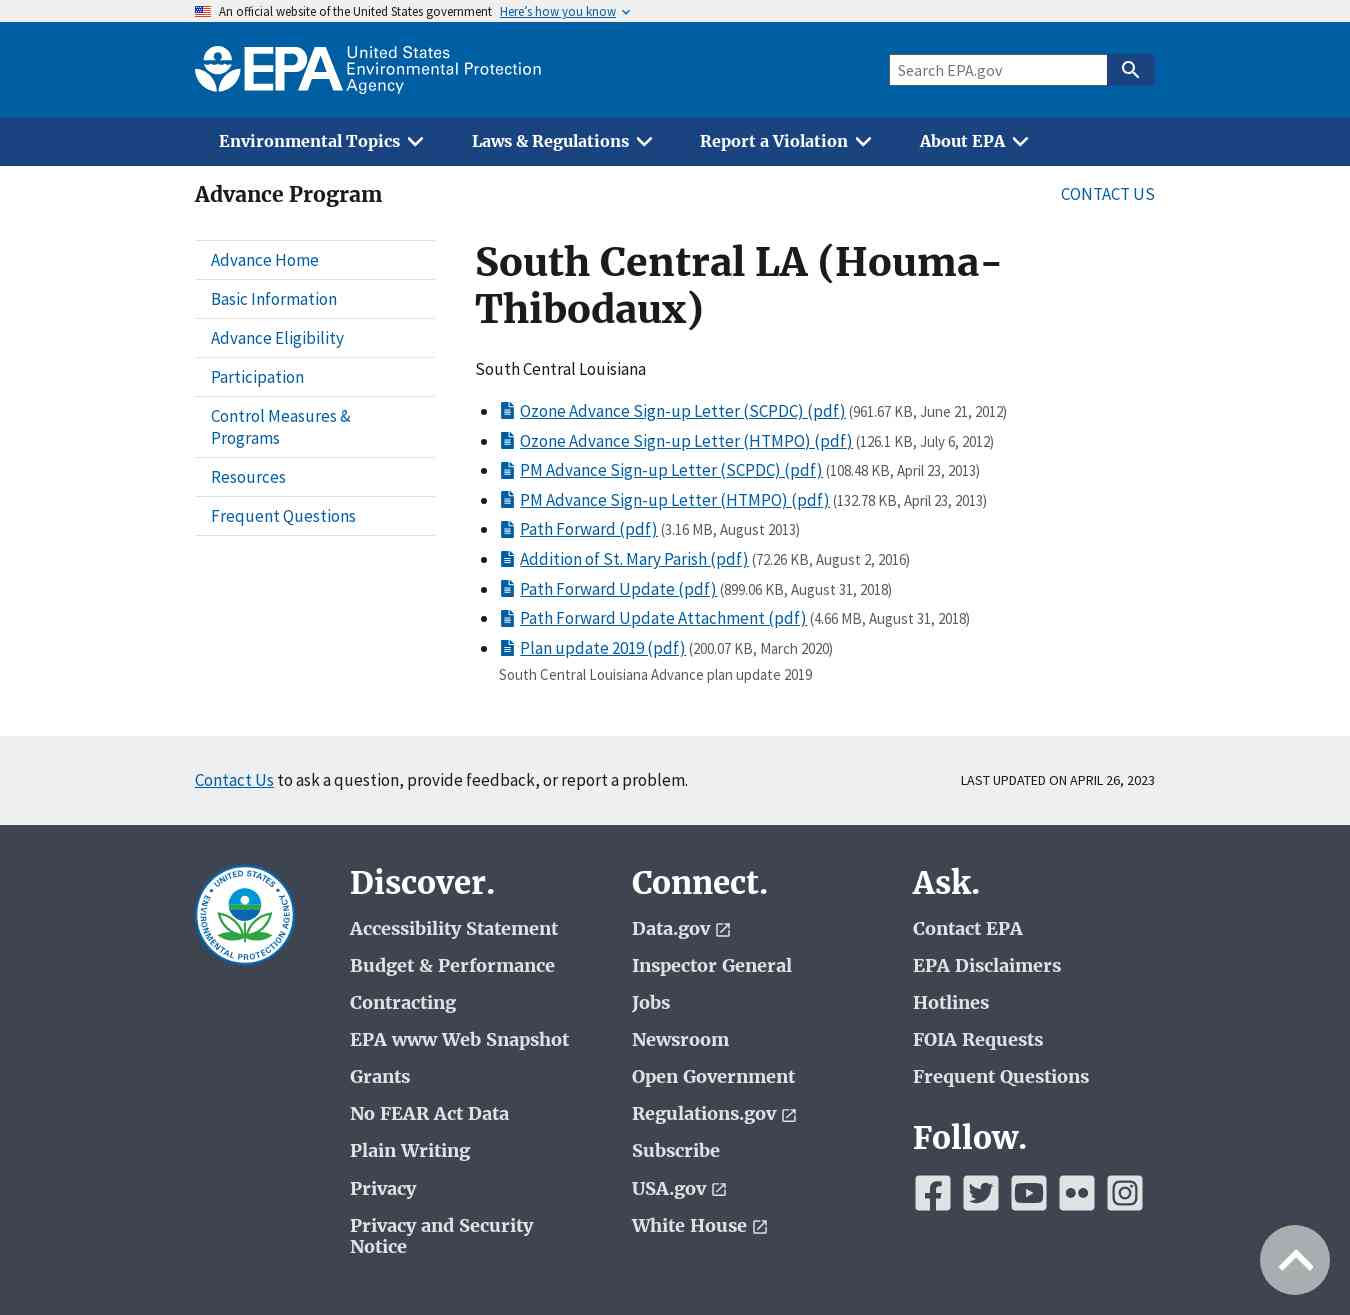 An official website of the United States government Here's how you know
EPA United States
Environmental Protection
Agency
Search EPA.gov
Environmental Topics Laws & Regulations Report a Violation About EPA
Advance Program
CONTACT US
Advance Home
Basic Information
Advance Eligibility
Participation
Control Measures &
Programs
Resources
Frequent Questions
South Central LA (Houma-
Thibodaux)
South Central Louisiana
Ozone Advance Sign-up Letter (SCPDC) (pdf) (961.67 KB, June 21, 2012)
Ozone Advance Sign-up Letter (HTMPO) (pdf) (126.1 KB, July 6, 2012)
PM Advance Sign-up Letter (SCPDC) (pdf) (108.48 KB, April 23, 2013)
PM Advance Sign-up Letter (HTMPO) (pdf) (132.78 KB, April 23, 2013)
Path Forward (pdf) (3.16 MB, August 2013)
Addition of St. Mary Parish (pdf) (72.26 KB, August 2, 2016)
Path Forward Update (pdf) (899.06 KB, August 31, 2018)
Path Forward Update Attachment (pdf) (4.66 MB, August 31, 2018)
Plan update 2019 (pdf) (200.07 KB, March 2020)
South Central Louisiana Advance plan update 2019
Contact Us to ask a question, provide feedback, or report a problem.
LAST UPDATED ON APRIL 26, 2023
UNITED STATES
ENVIRONMENTAL PROTECTION AGENCY
Discover.
Accessibility Statement
Budget & Performance
Contracting
EPA www Web Snapshot
Grants
No FEAR Act Data
Plain Writing
Privacy
Privacy and Security
Notice
Connect.
Data.gov
Inspector General
Jobs
Newsroom
Open Government
Regulations.gov
Subscribe
USA.gov
White House
Ask.
Contact EPA
EPA Disclaimers
Hotlines
FOIA Requests
Frequent Questions
Follow.